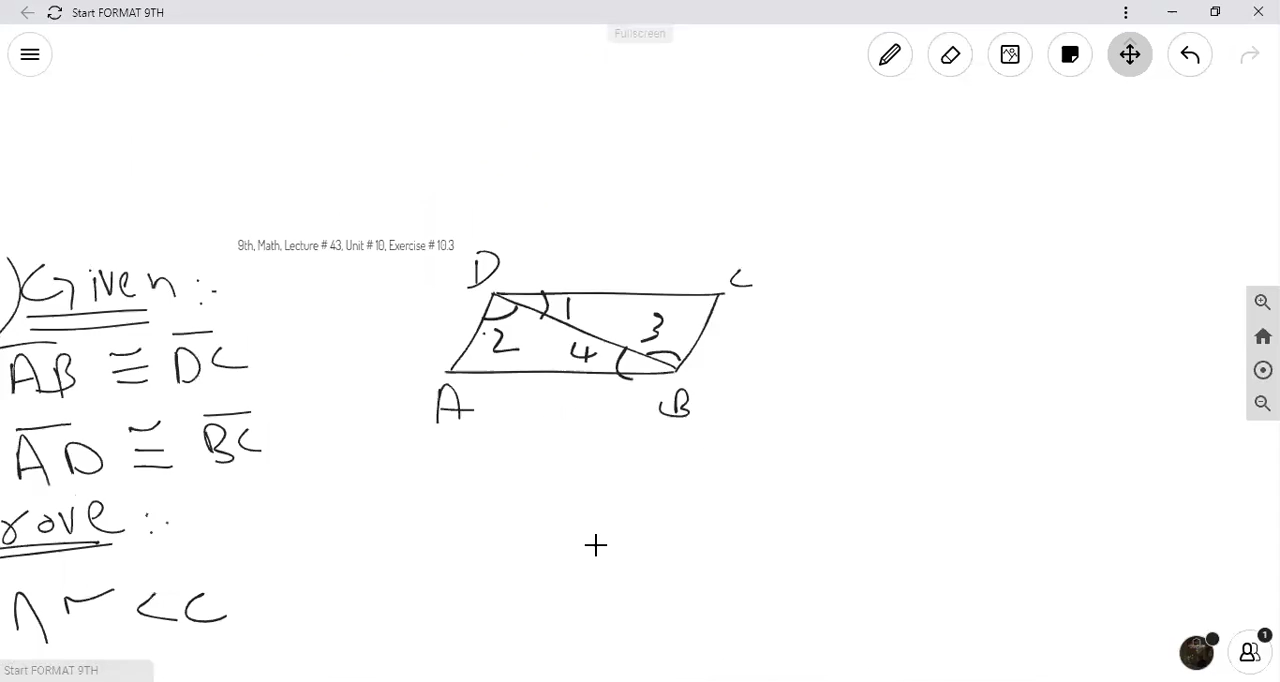 Start FORMAT 9TH
Fullscreen
9th, Math, Lecture # 43, Unit # 10, Exercise # 10.3
)Given :-
AB ≅ DC
AD ≅ BC
rove :-
<C
D C
1
2 4 3
A B
1
Start FORMAT 9TH